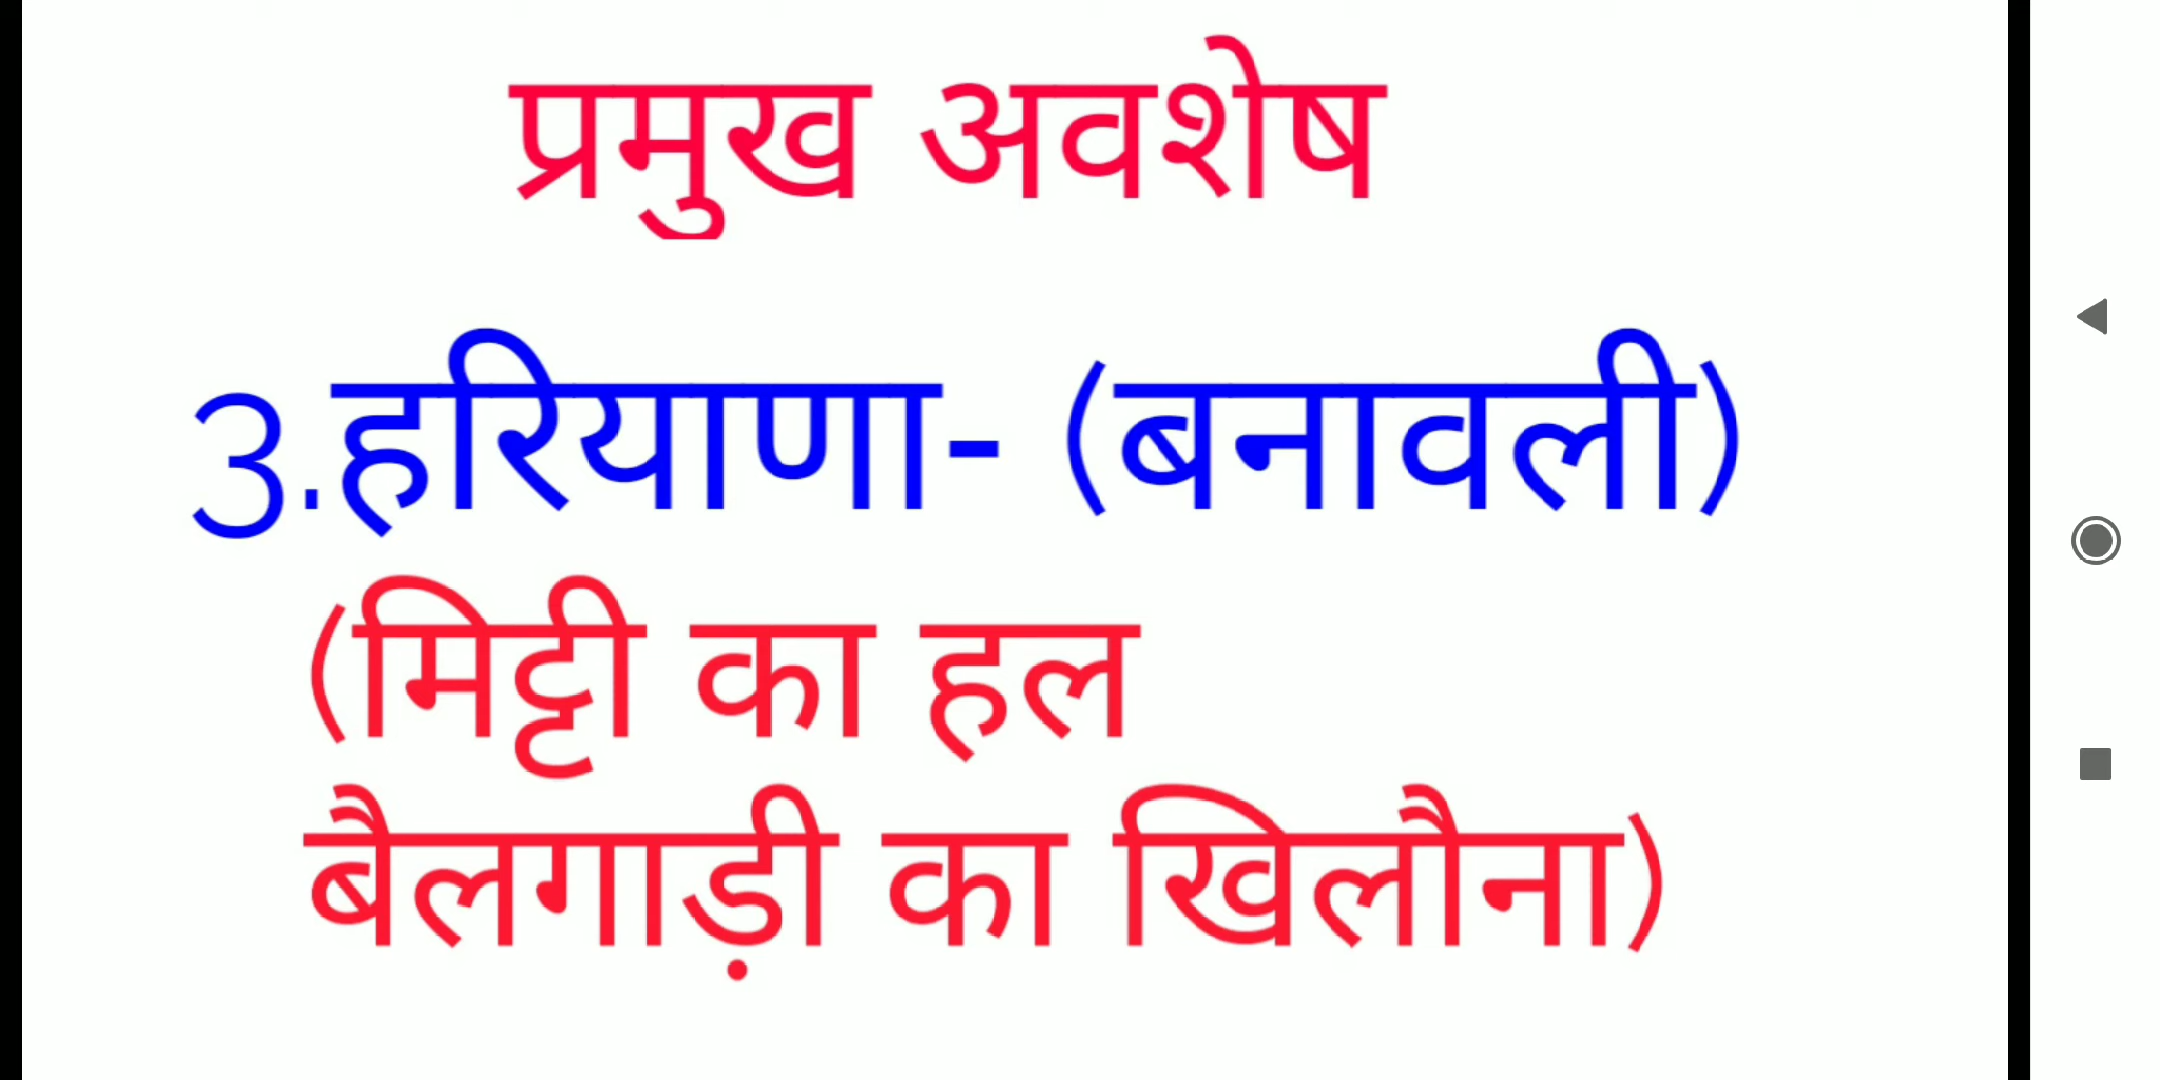 प्रमुख अवशेष
3.हरियाणा- (बनावली)
(मिट्टी का हल
बैलगाड़ी का खिलौना)